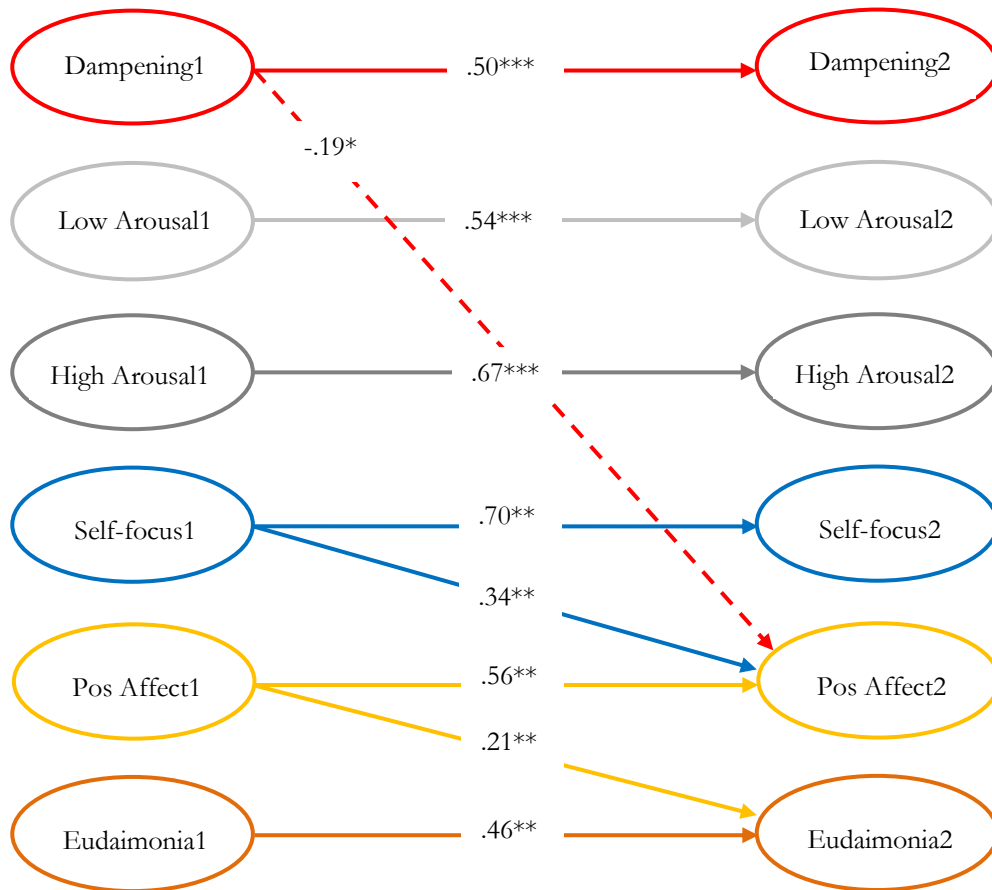 Dampening1
.50***
Dampening2
-.19*
Low Arousal1
.54***
Low Arousal2
High Arousal1
.67***
High Arousal2
Self-focus1
.70**
Self-focus2
.34**
Pos Affect1
.56**
Pos Affect2
.21**
Eudaimonia1
.46**
Eudaimonia2